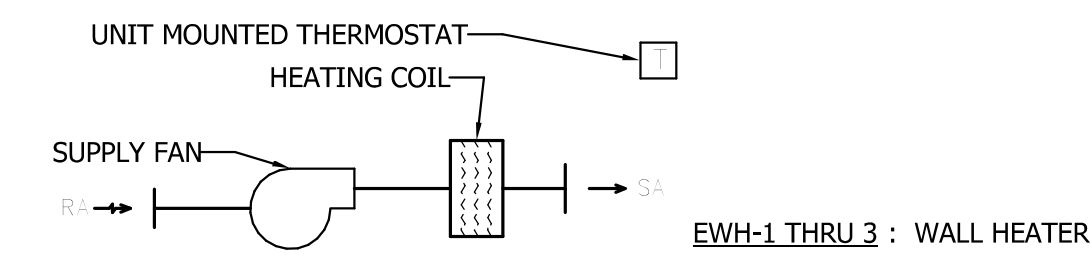 UNIT MOUNTED THERMOSTAT
T
HEATING COIL
SUPPLY FAN
RA
SA
EWH-1 THRU 3 : WALL HEATER